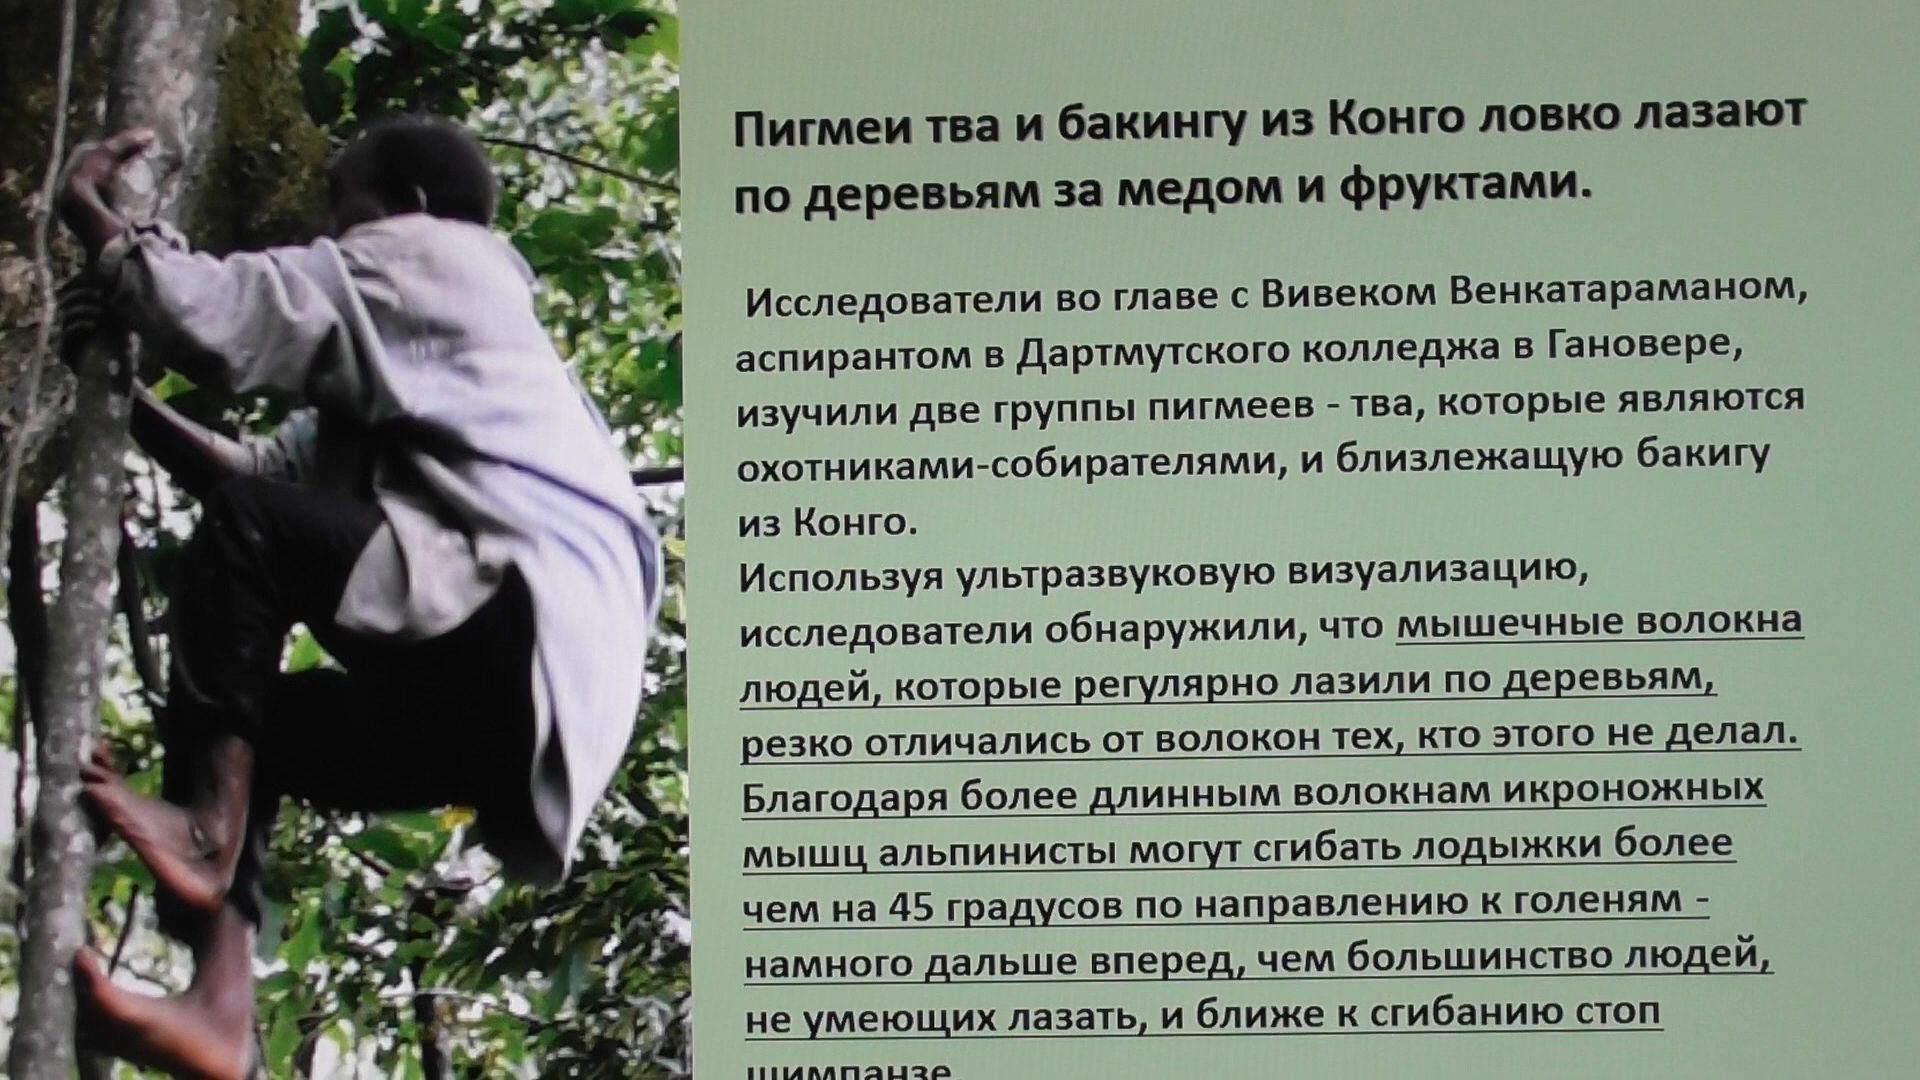 Пигмеи тва и бакингу из Конго ловко лазают
по деревьям за медом и фруктами.
Исследователи во главе с Вивеком Венкатараманом,
аспирантом в Дартмутского колледжа в Гановере,
изучили две группы пигмеев - тва, которые являются
охотниками-собирателями, и близлежащую бакигу
из Конго.
Используя ультразвуковую визуализацию,
исследователи обнаружили, что мышечные волокна
людей, которые регулярно лазили по деревьям,
резко отличались от волокон тех, кто этого не делал.
Благодаря более длинным волокнам икроножных
мышц альпинисты могут сгибать лодыжки более
чем на 45 градусов по направлению к голеням -
намного дальше вперед, чем большинство людей,
не умеющих лазать, и ближе к сгибанию стоп
шимпанзе.